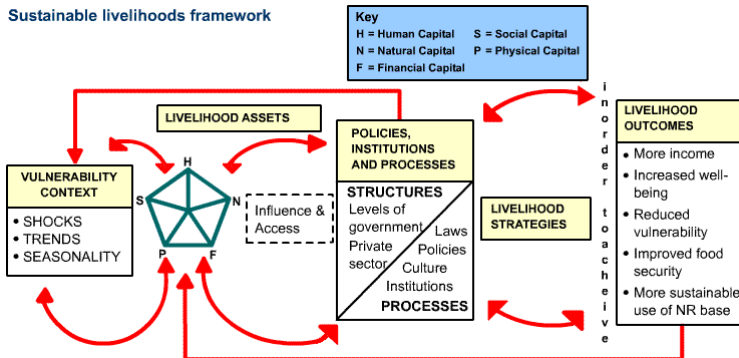 Sustainable livelihoods framework
Key
H = Human Capital S = Social Capital
N = Natural Capital P = Physical Capital
F = Financial Capital
LIVELIHOOD ASSETS
VULNERABILITY
CONTEXT
• SHOCKS
• TRENDS
• SEASONALITY
H
S
N
P
F
Influence &
Access
POLICIES,
INSTITUTIONS
AND PROCESSES
STRUCTURES
Levels of
government
Private
sector
Laws
Policies
Culture
Institutions
PROCESSES
LIVELIHOOD
STRATEGIES
inorder toacheive
LIVELIHOOD
OUTCOMES
• More income
• Increased well-
being
• Reduced
vulnerability
• Improved food
security
• More sustainable
use of NR base